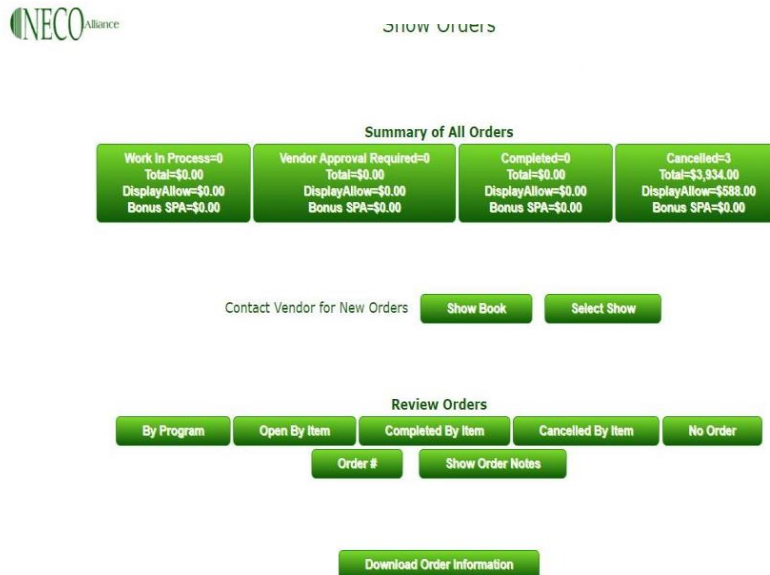 NECO Alliance
Show Orders
Summary of All Orders
Work In Process=0
Total=$0.00
DisplayAllow=$0.00
Bonus SPA=$0.00
Vendor Approval Required=0
Total=$0.00
DisplayAllow=$0.00
Bonus SPA=$0.00
Completed=0
Total=$0.00
DisplayAllow=$0.00
Bonus SPA=$0.00
Cancelled=3
Total=$3,934.00
DisplayAllow=$588.00
Bonus SPA=$0.00
Contact Vendor for New Orders Show Book Select Show
Review Orders
By Program Open By Item Completed By Item Cancelled By Item No Order
Order # Show Order Notes
Download Order Information